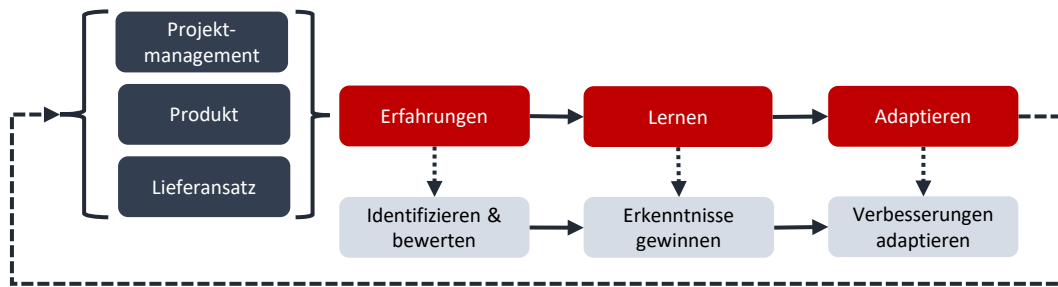 Projekt-
management
Produkt
Lieferansatz
Erfahrungen
Lernen
Adaptieren
Identifizieren &
bewerten
Erkenntnisse
gewinnen
Verbesserungen
adaptieren